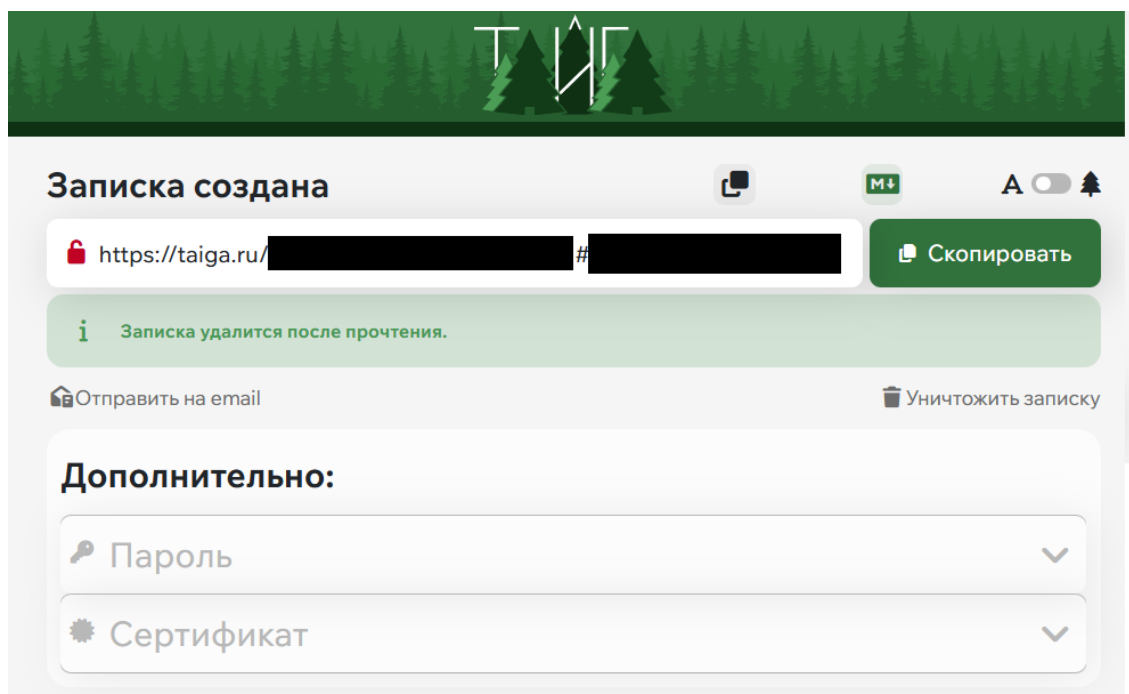 ТАЙГА
Записка создана
M↓
A
https://taiga.ru/ #
Скопировать
i Записка удалится после прочтения.
Отправить на email
Уничтожить записку
Дополнительно:
Пароль
Сертификат